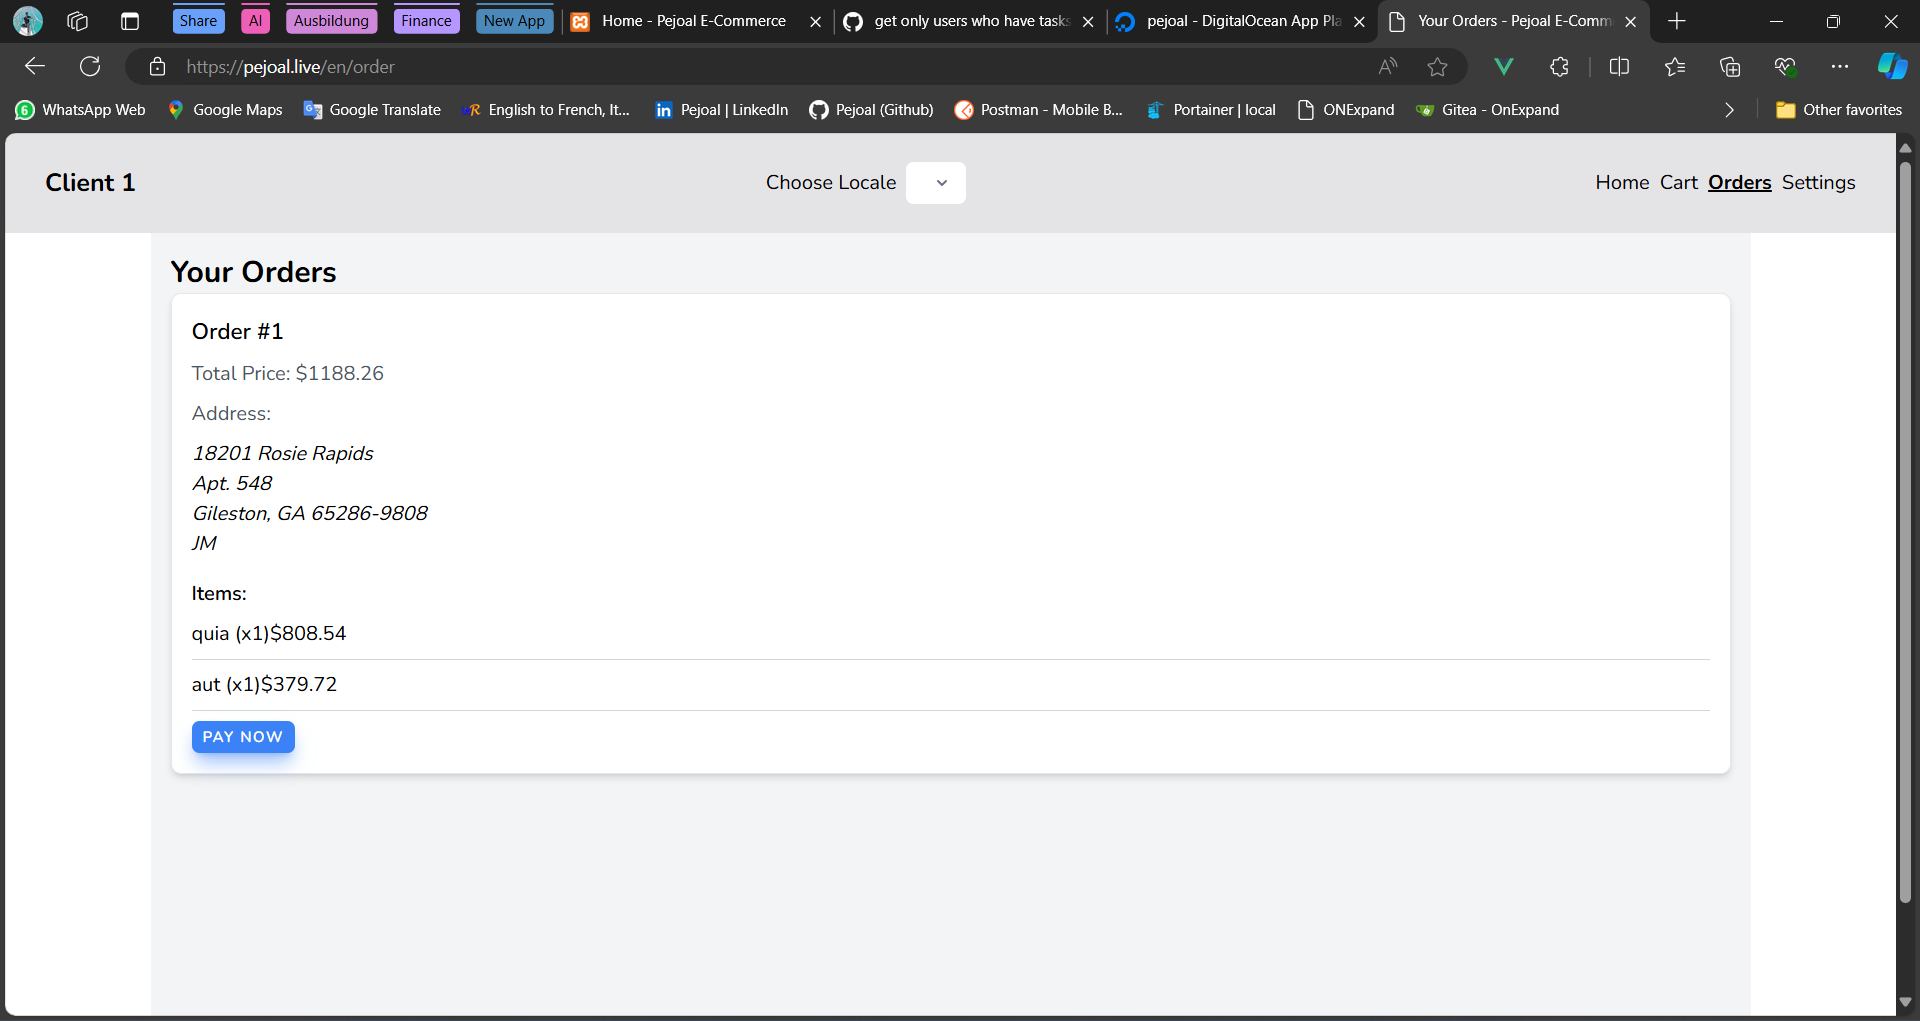 Share
AI
Ausbildung
Finance
New App
Home - Pejoal E-Commerce
get only users who have tasks
pejoal - DigitalOcean App Pla
Your Orders - Pejoal E-Comm
https://pejoal.live/en/order
WhatsApp Web
Google Maps
Google Translate
English to French, It...
Pejoal | LinkedIn
Pejoal (Github)
Postman - Mobile B...
Portainer | local
ONExpand
Gitea - OnExpand
Other favorites
Client 1
Choose Locale
Home
Cart
Orders
Settings
Your Orders
Order #1
Total Price: $1188.26
Address:
18201 Rosie Rapids
Apt. 548
Gileston, GA 65286-9808
JM
Items:
quia (x1)$808.54
aut (x1)$379.72
PAY NOW